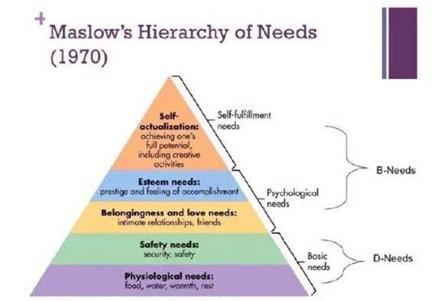 +
Maslow's Hierarchy of Needs
(1970)
Self-
actualization:
achieving one's
full potential,
including creative
activities
Self-fulfillment
needs
Esteem needs:
prestige and feeling of accomplishment
Belongingness and love needs:
intimate relationships, friends
Psychological
needs
B-Needs
Safety needs:
security, safety
Physiological needs:
food, water, warmth, rest
Basic
needs
D-Needs